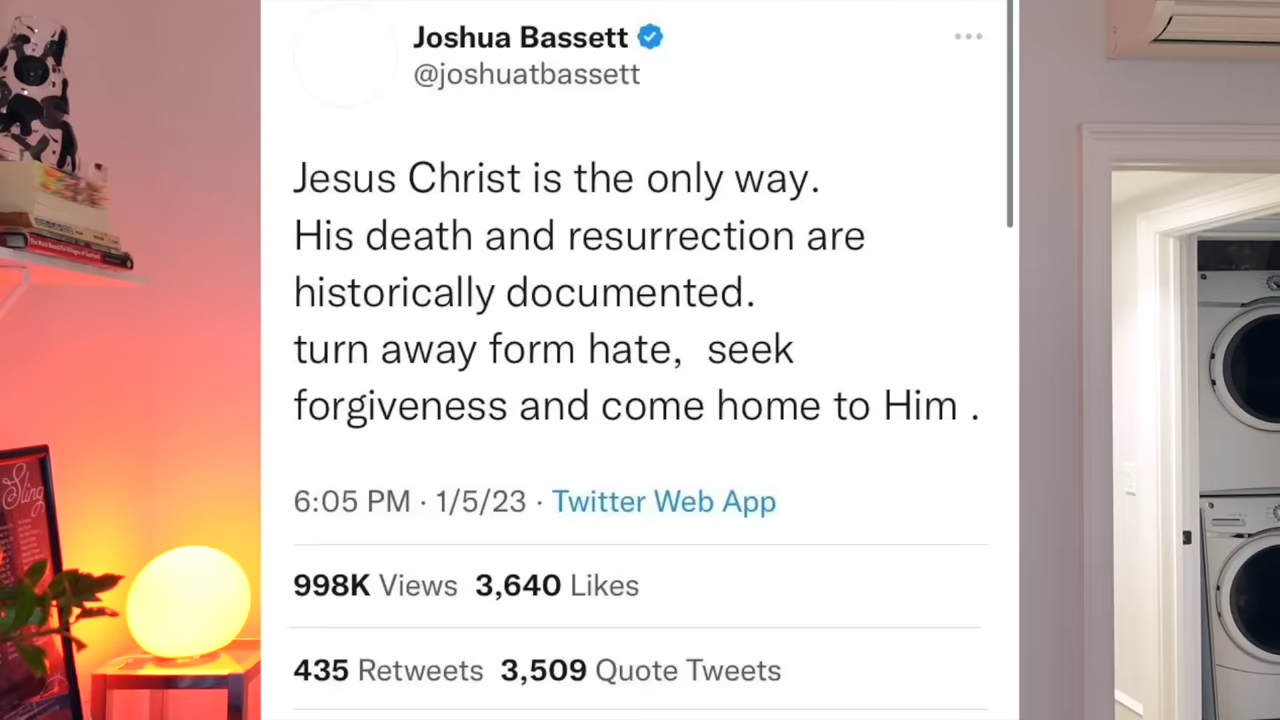 Joshua Bassett
@joshuatbassett
Jesus Christ is the only way.
His death and resurrection are
historically documented.
turn away form hate,  seek
forgiveness and come home to Him .
6:05 PM · 1/5/23 · Twitter Web App
998K Views 3,640 Likes
435 Retweets 3,509 Quote Tweets
Sling